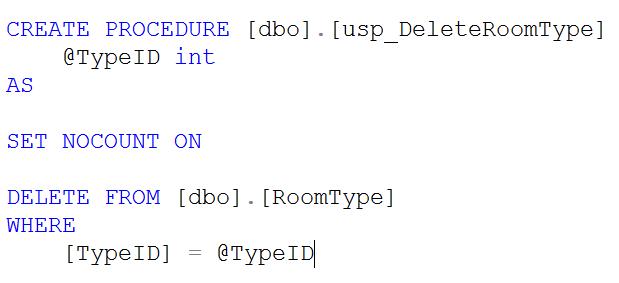 CREATE PROCEDURE [dbo].[usp_DeleteRoomType]
    @TypeID int
AS
SET NOCOUNT ON
DELETE FROM [dbo].[RoomType]
WHERE
    [TypeID] = @TypeID